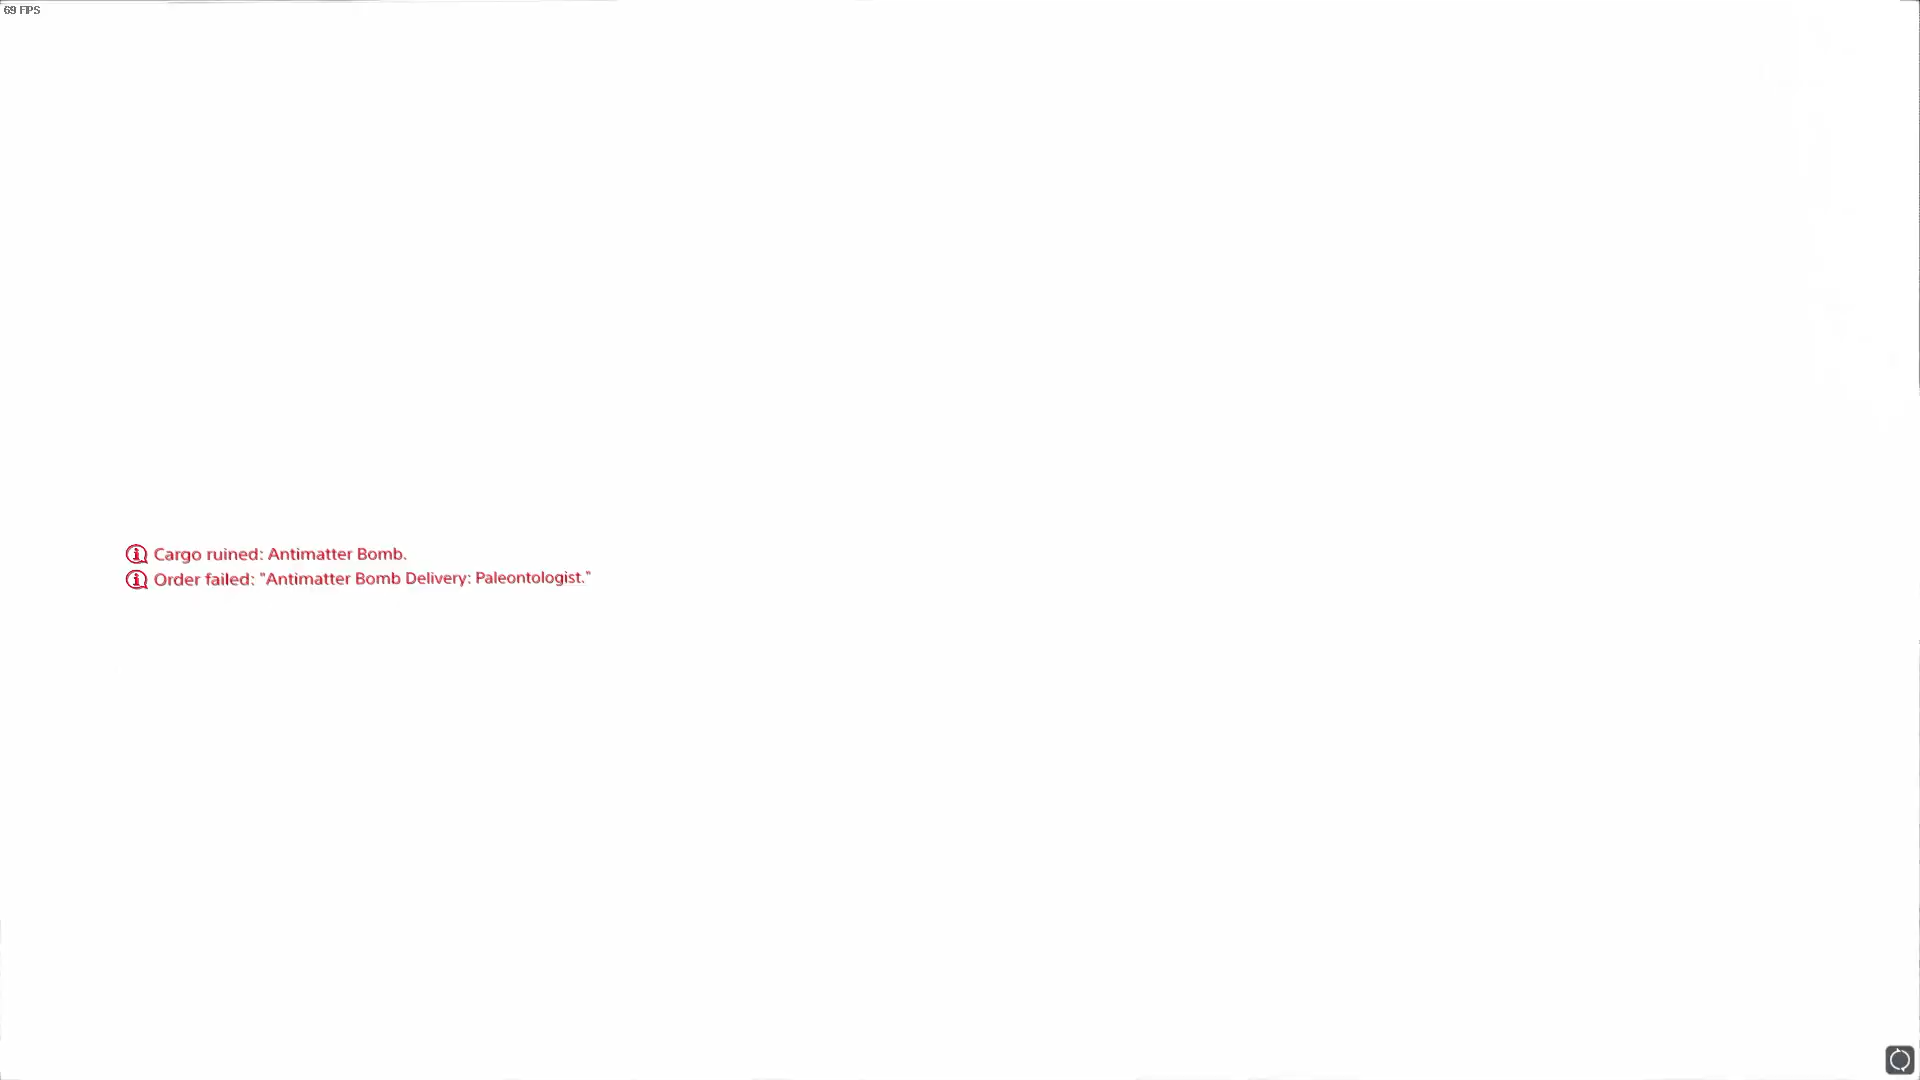 69 FPS
Cargo ruined: Antimatter Bomb.
Order failed: "Antimatter Bomb Delivery: Paleontologist."